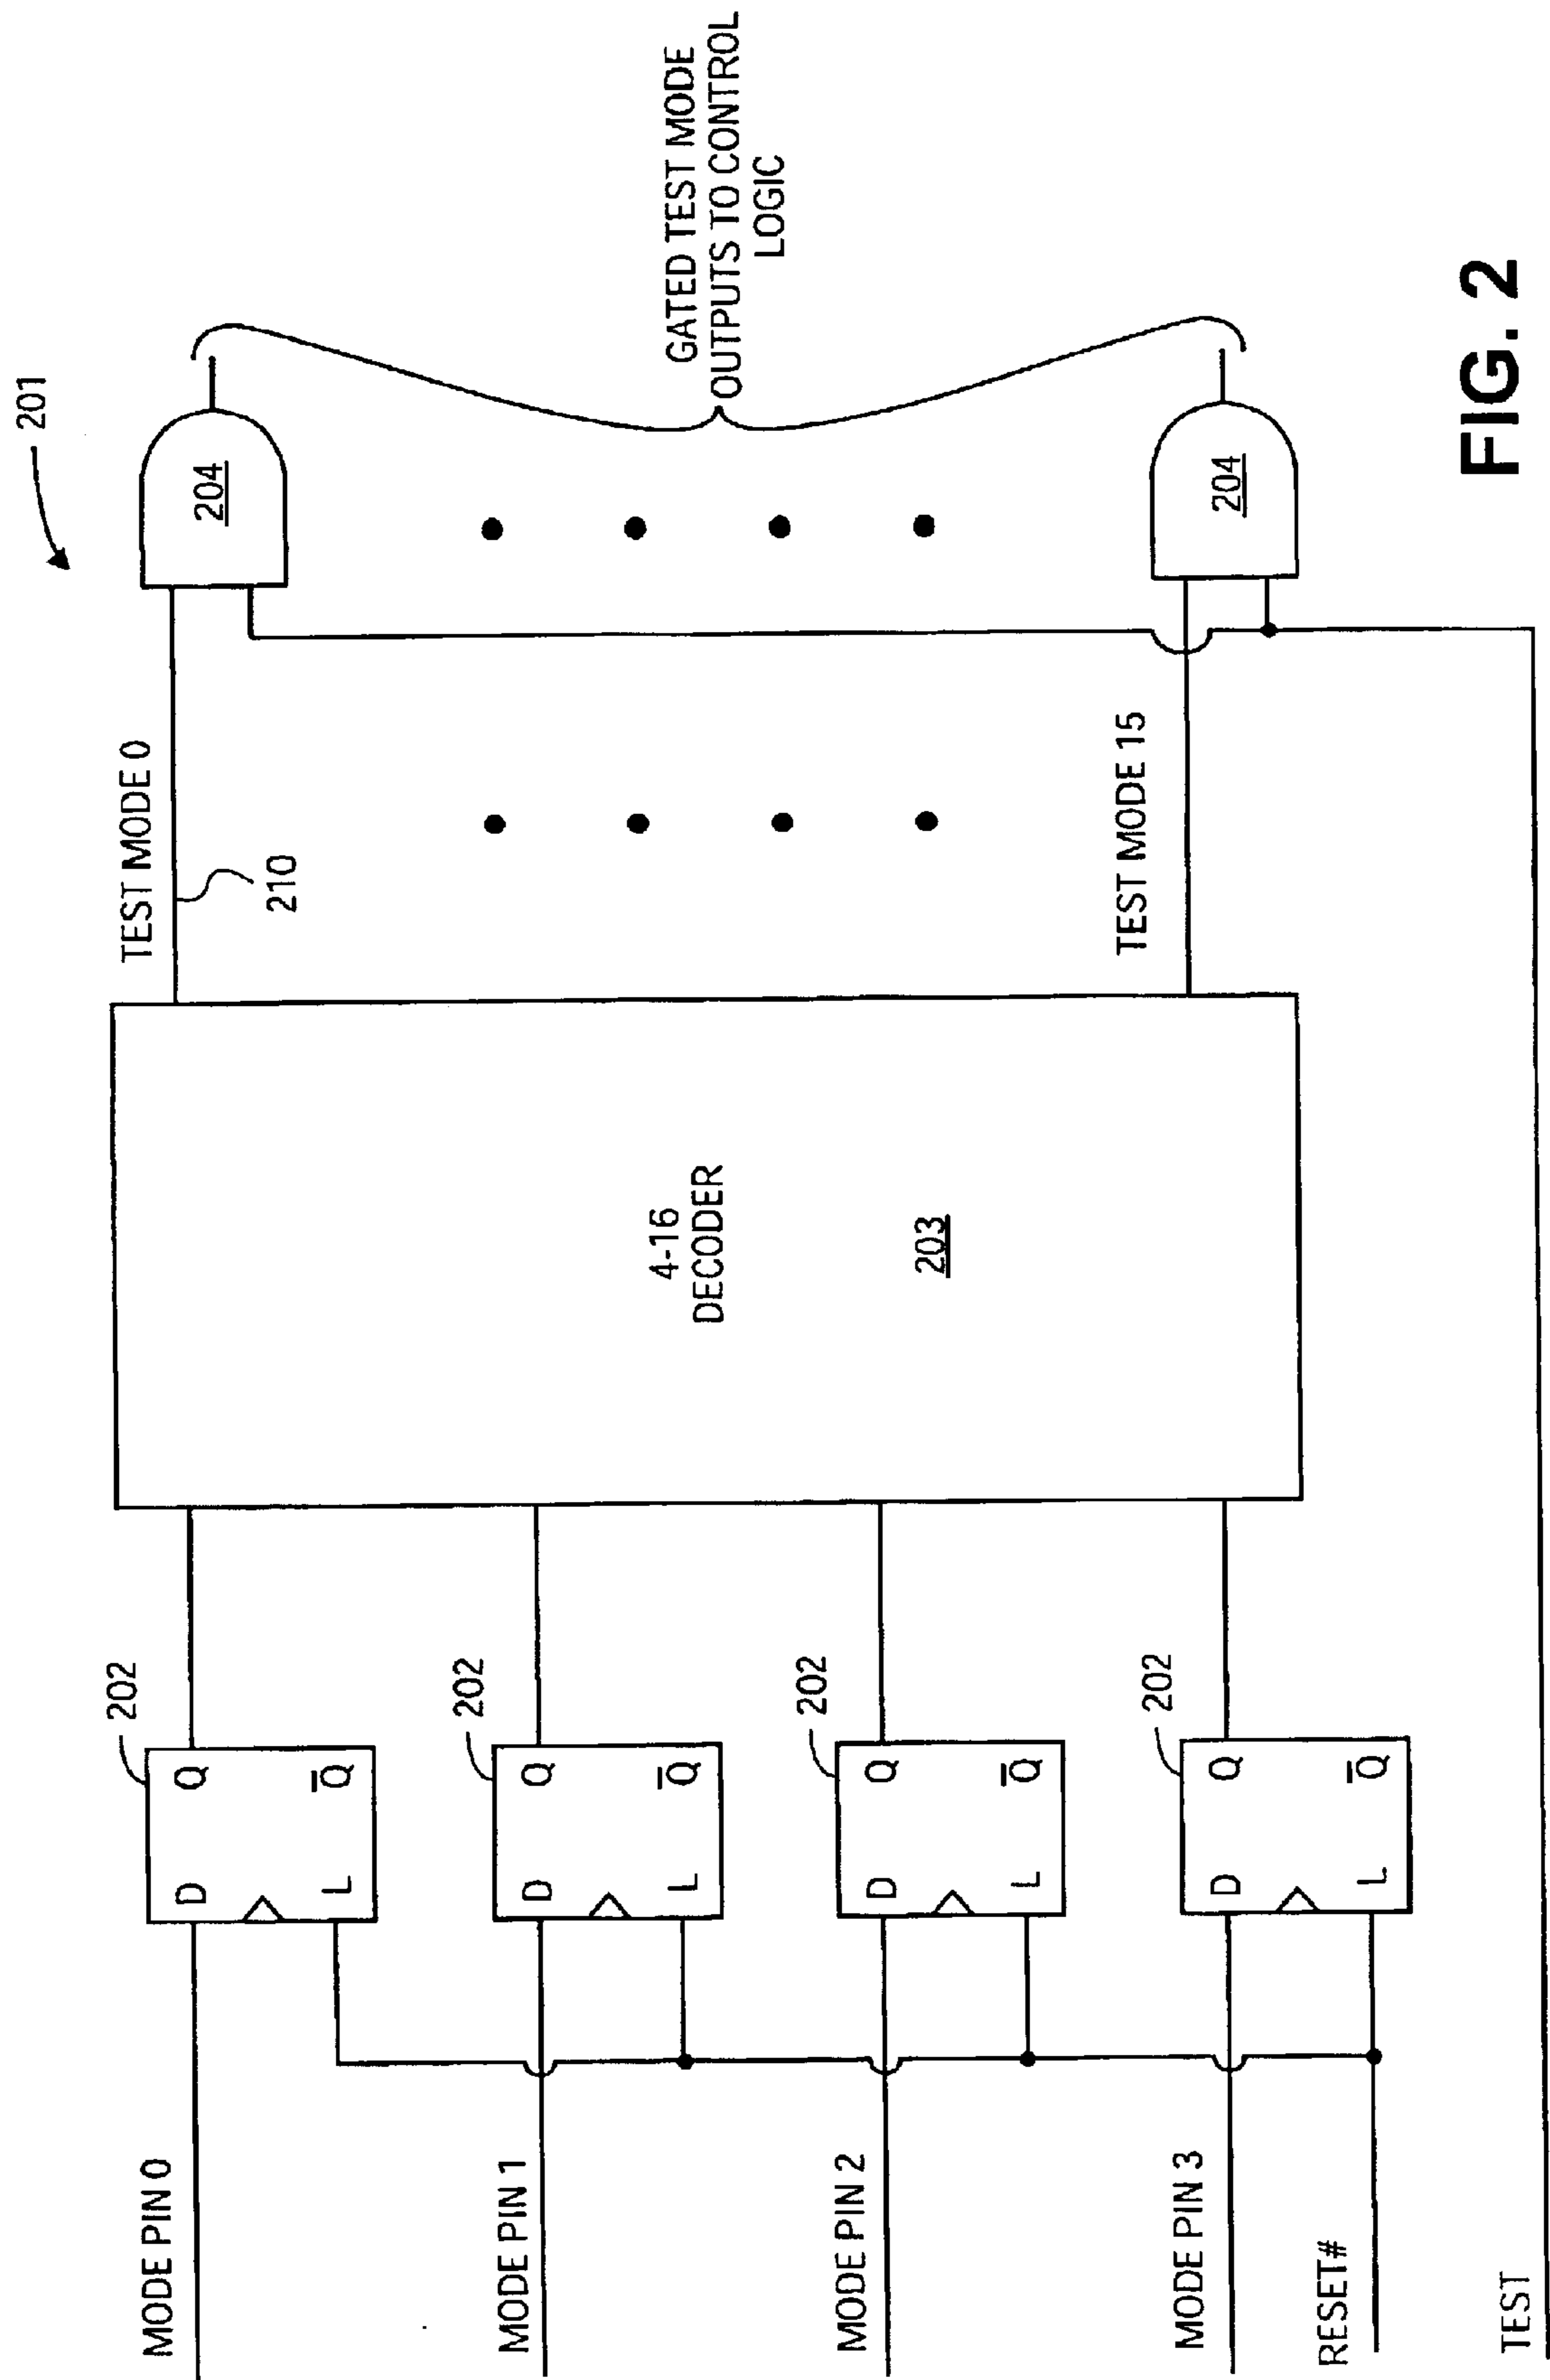 201
MODE PIN 0
D
Q
L
Q
202
TEST MODE 0
210
204
MODE PIN 1
D
Q
L
Q
202
4-16
DECODER
203
GATED TEST MODE
OUTPUTS TO CONTROL
LOGIC
MODE PIN 2
D
Q
L
Q
202
MODE PIN 3
D
Q
L
Q
202
TEST MODE 15
204
RESET#
TEST
FIG. 2